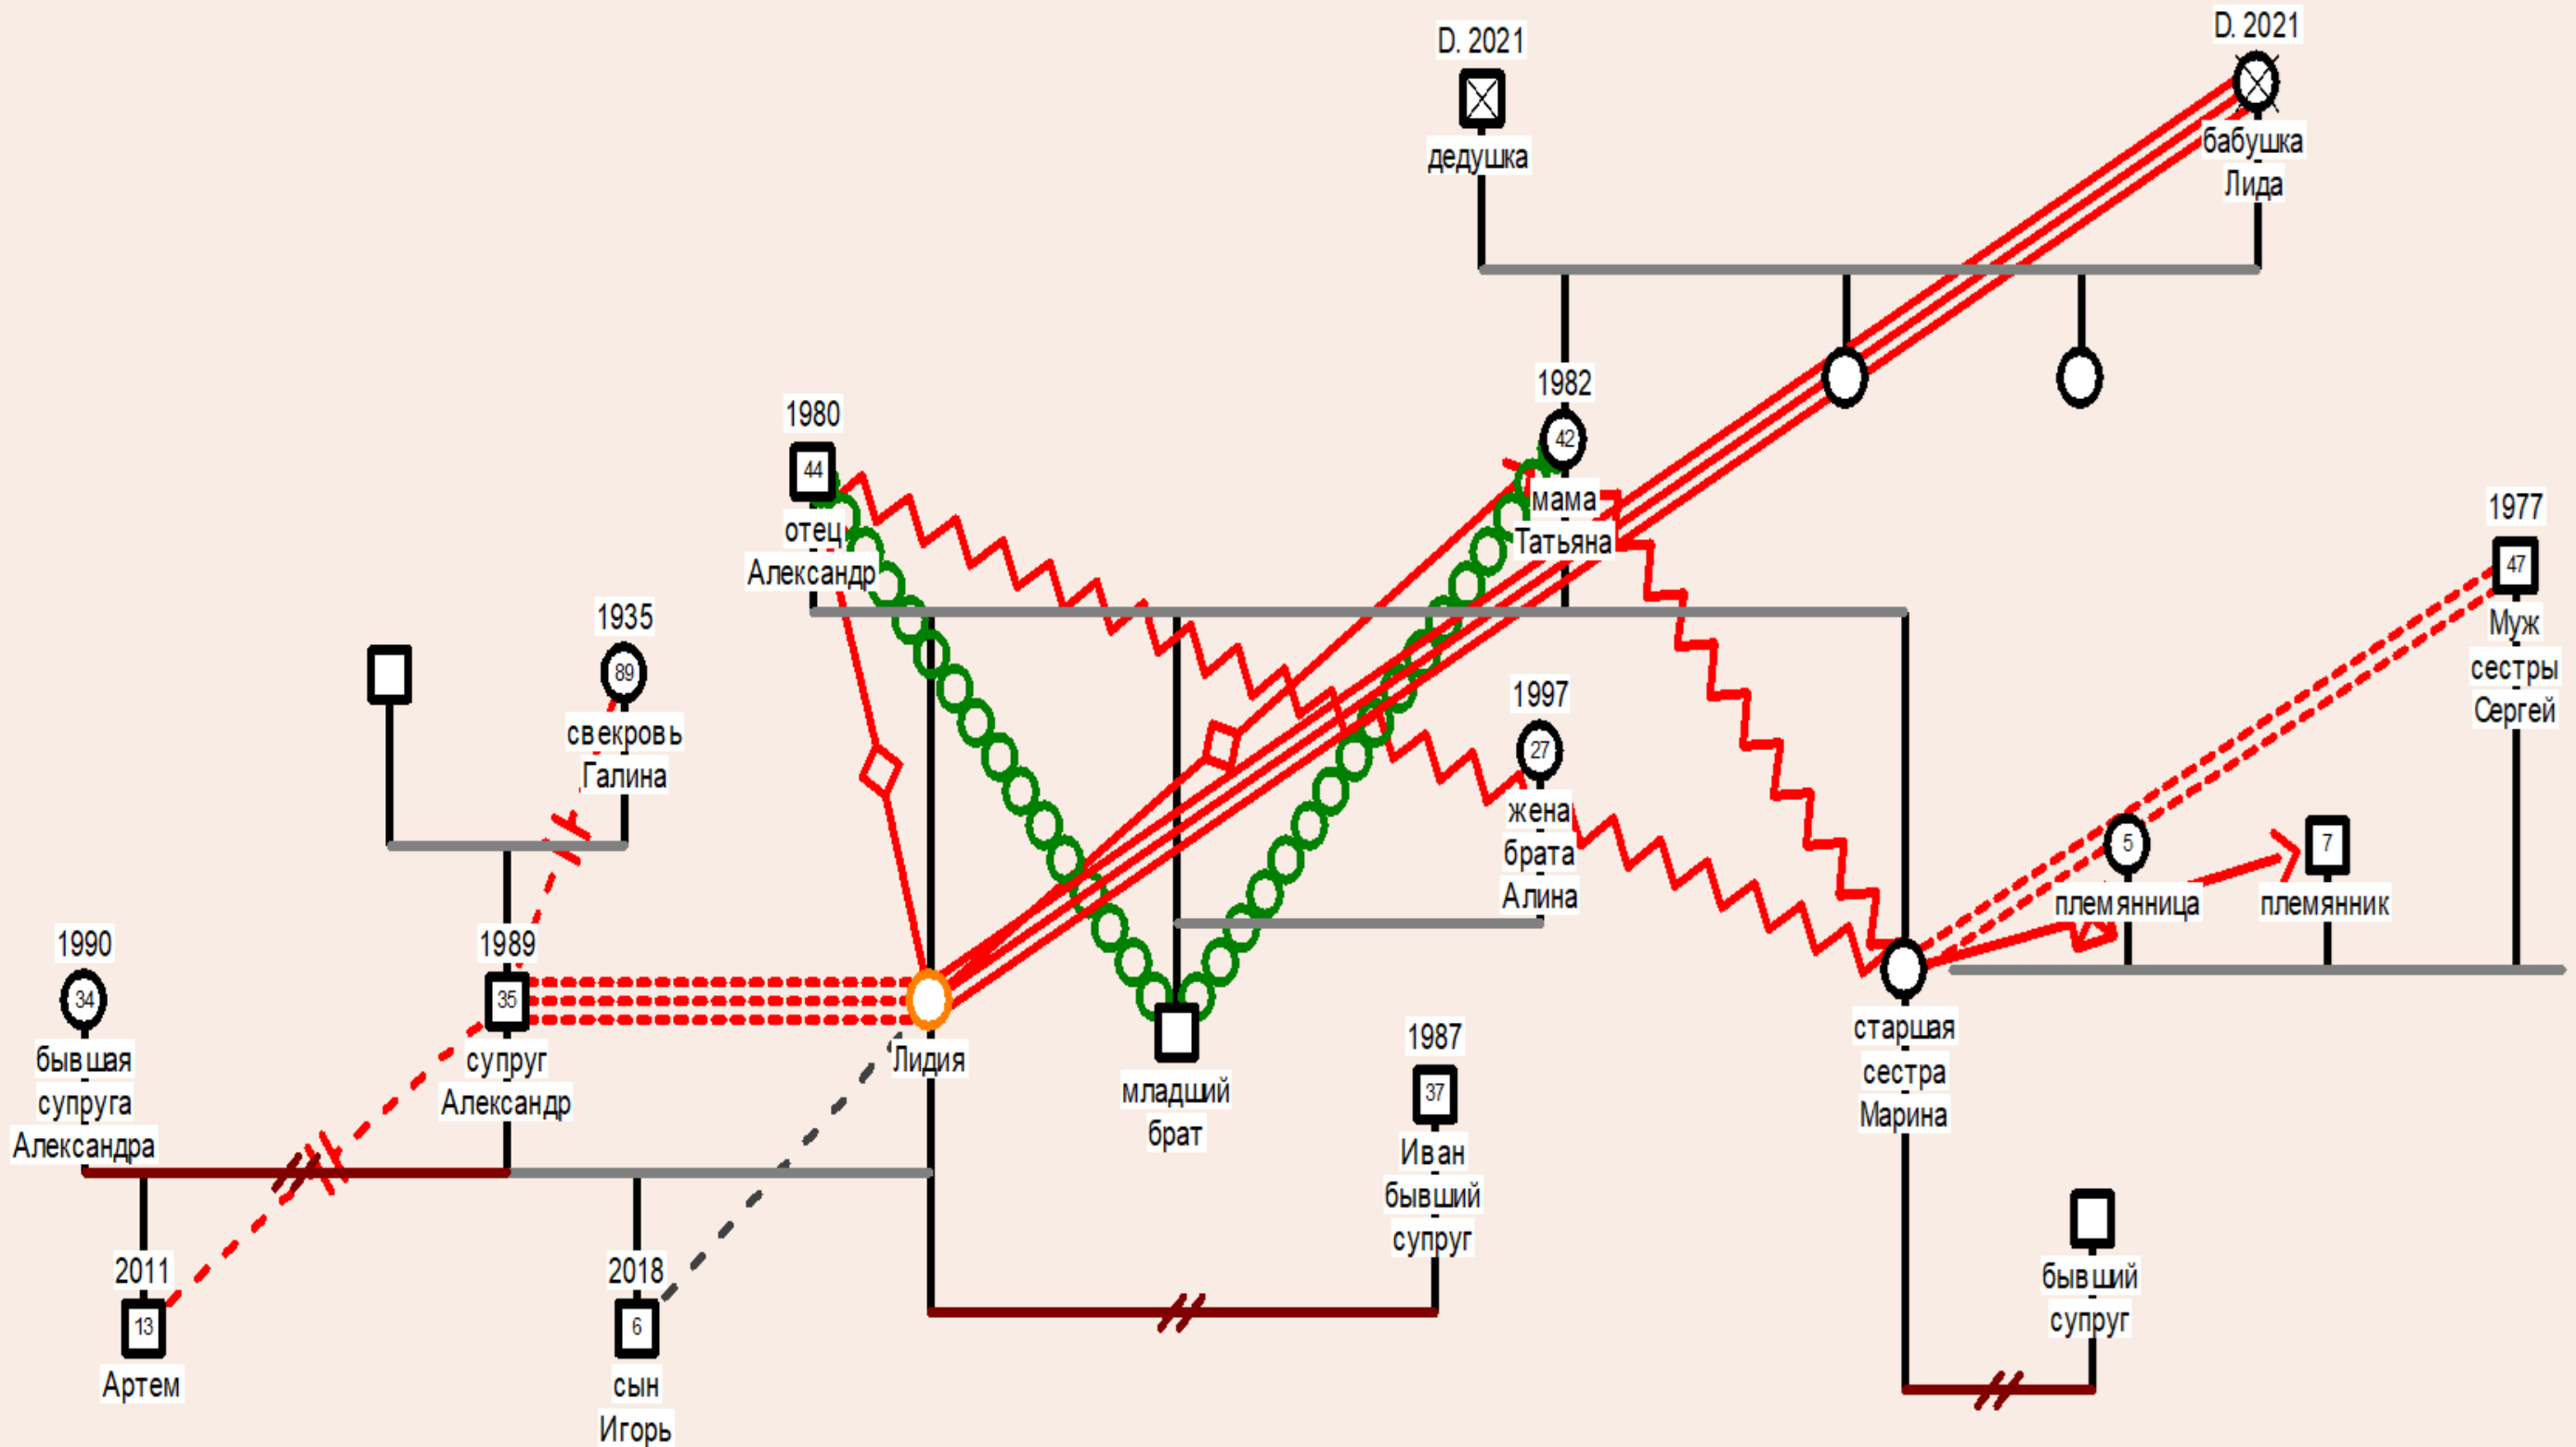 D. 2021
дедушка
D. 2021
бабушка
Лида
1980
44
отец
Александр
1982
42
мама
Татьяна
1977
47
Муж
сестры
Сергей
1935
89
свекровь
Галина
1997
27
жена
брата
Алина
5
племянница
7
племянник
1990
34
бывшая
супруга
Александра
1989
35
супруг
Александр
Лидия
младший
брат
1987
37
Иван
бывший
супруг
старшая
сестра
Марина
бывший
супруг
2011
13
Артем
2018
6
сын
Игорь